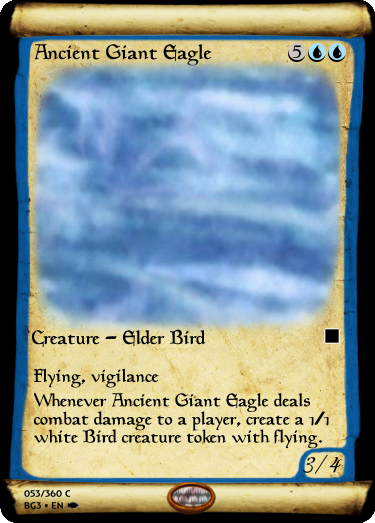 Ancient Giant Eagle 5
Creature – Elder Bird
Flying, vigilance
Whenever Ancient Giant Eagle deals
combat damage to a player, create a 1/1
white Bird creature token with flying.
3/4
053/360 C
BG3 • EN